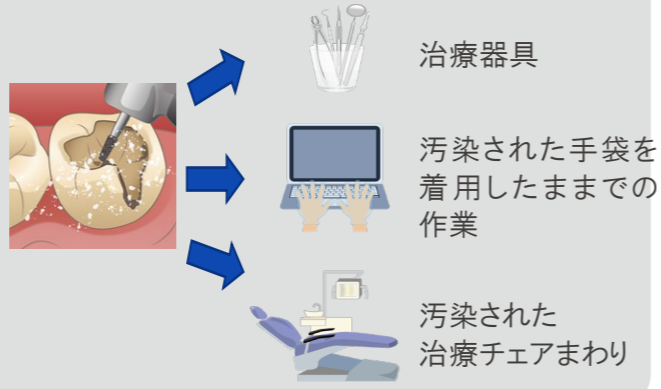 治療器具
汚染された手袋を
着用したままでの
作業
汚染された
治療チェアまわり